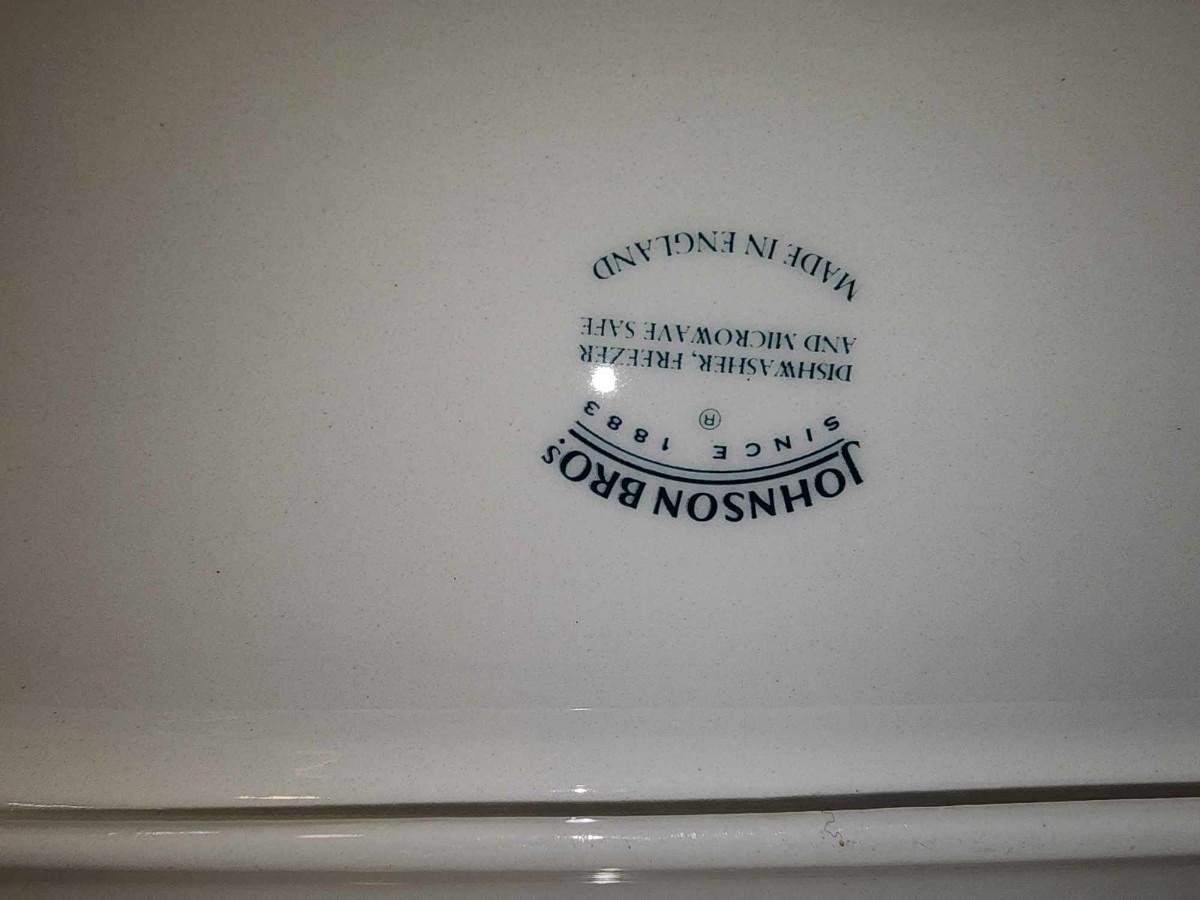 JOHNSON BROS.
SINCE 1883
®
DISHWASHER, FREEZER
AND MICROWAVE SAFE
MADE IN ENGLAND